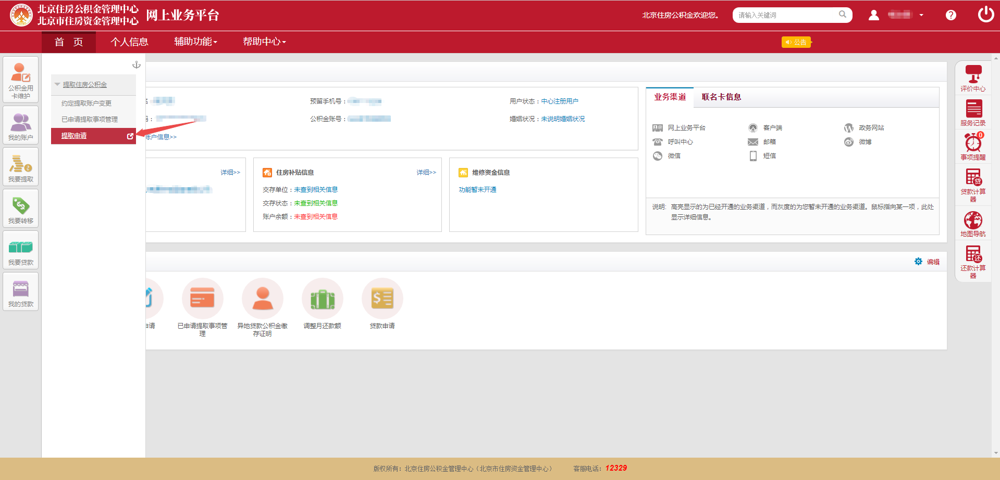 北京住房公积金管理中心
北京市住房资金管理中心
网上业务平台
北京住房公积金欢迎您。
请输入关键词
首 页
个人信息
辅助功能
帮助中心
公告
公积金用
卡维护
我的账户
我要提取
我要转移
我要贷款
我的贷款
提取住房公积金
约定提取账户变更
已申请提取事项管理
提取申请
预留手机号：
用户状态：中心注册用户
公积金账号：
婚姻状况：未说明婚姻状况
账户信息>>
详细>>
住房补贴信息
详细>>
交存单位：未查到相关信息
交存状态：未查到相关信息
账户余额：未查到相关信息
维修资金信息
功能暂未开通
业务渠道
联名卡信息
网上业务平台
客户端
政务网站
呼叫中心
邮箱
微博
微信
短信
说明: 高亮显示的为已经开通的业务渠道，而灰度的为您暂未开通的业务渠道。鼠标指向某一项，此处
显示详细信息。
编辑
申请
已申请提取事项管
理
异地贷款公积金缴
存证明
调整月还款额
贷款申请
评价中心
服务记录
0
事项提醒
贷
贷款计算
器
地图导航
还
还款计算
器
版权所有：北京住房公积金管理中心（北京市住房资金管理中心）
客服电话：12329